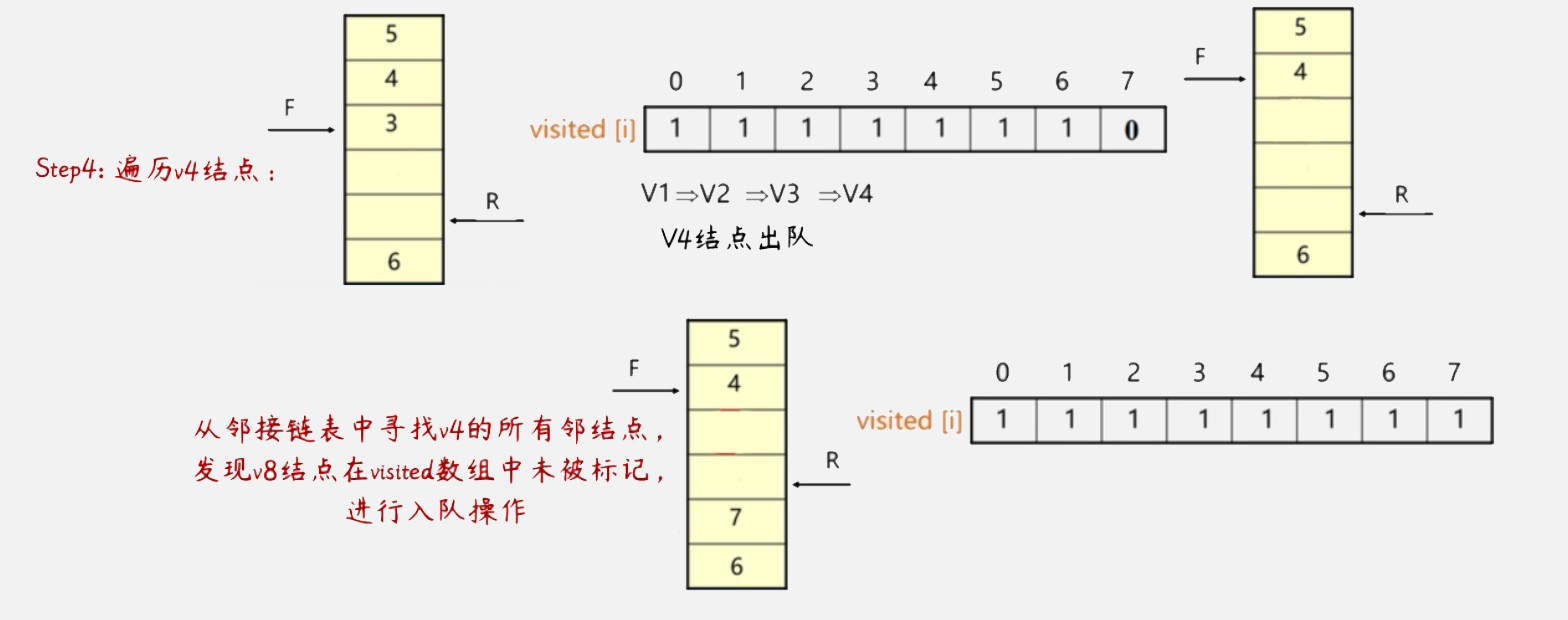 5
4
3
6
F
R
Step4: 遍历v4结点：
0 1 2 3 4 5 6 7
visited [i] 1 1 1 1 1 1 1 0
V1⇒V2 ⇒V3 ⇒V4
V4结点出队
5
4
6
F
R
从邻接链表中寻找v4的所有邻结点，
发现v8结点在visited数组中未被标记，
进行入队操作
5
4
7
6
F
R
0 1 2 3 4 5 6 7
visited [i] 1 1 1 1 1 1 1 1